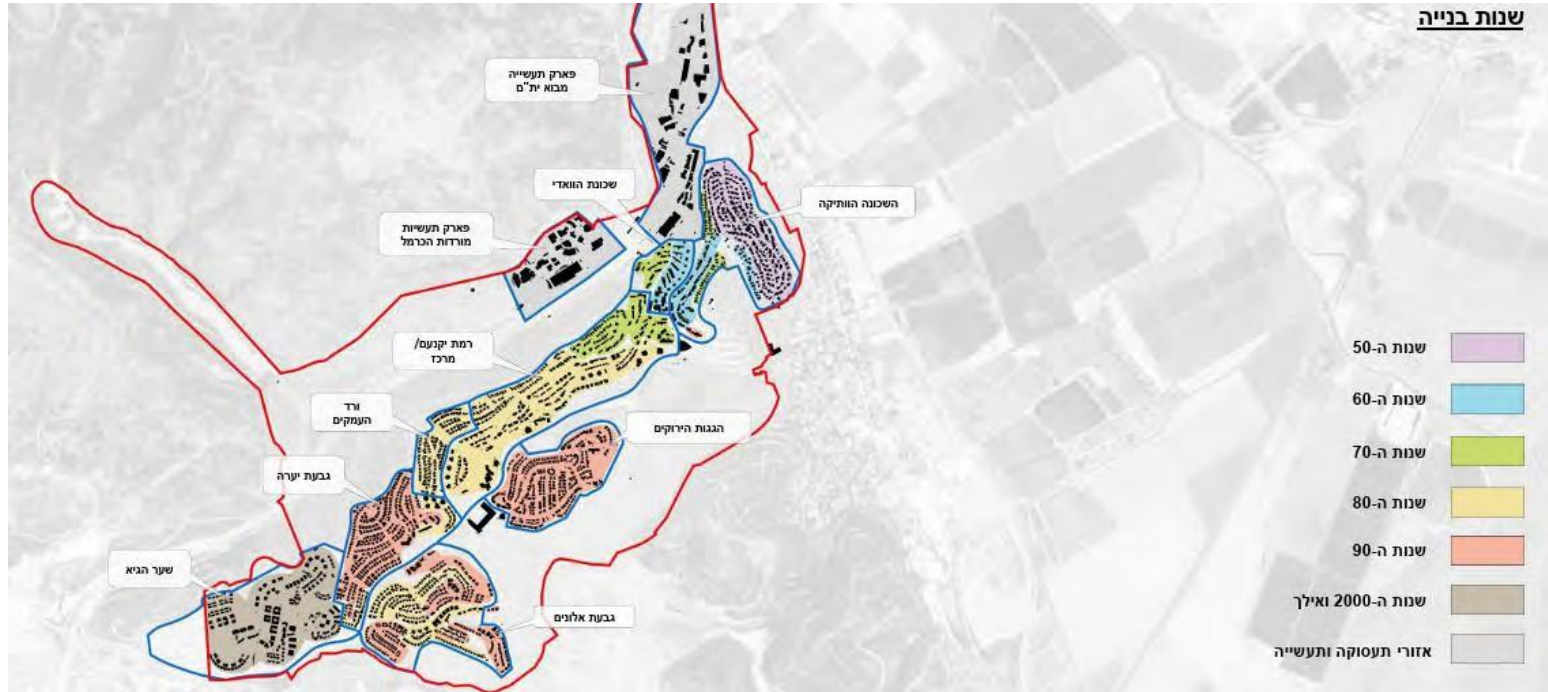 שנות בנייה
פארק תעשייה
מבוא ית"ם
שכונת הוואדי
השכונה הוותיקה
פארק תעשיות
מורדות הכרמל
רמת יקנעם/
מרכז
ורד
העמקים
הגגות הירוקים
גבעת יערה
שער הגיא
גבעת אלונים
שנות ה-50
שנות ה-60
שנות ה-70
שנות ה-80
שנות ה-90
שנות ה-2000 ואילך
אזורי תעסוקה ותעשייה